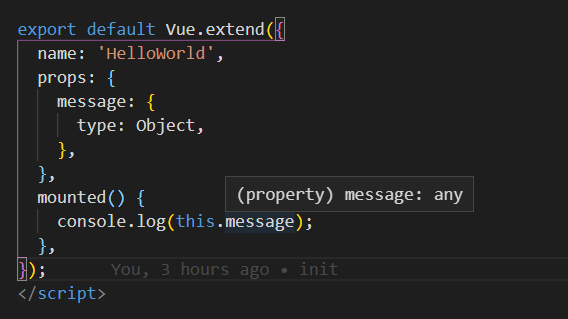 export default Vue.extend({
  name: 'HelloWorld',
  props: {
    message: {
      type: Object,
    },
  },
  mounted() {
(property) message: any
    console.log(this.message);
  },
});    You, 3 hours ago • init
</script>